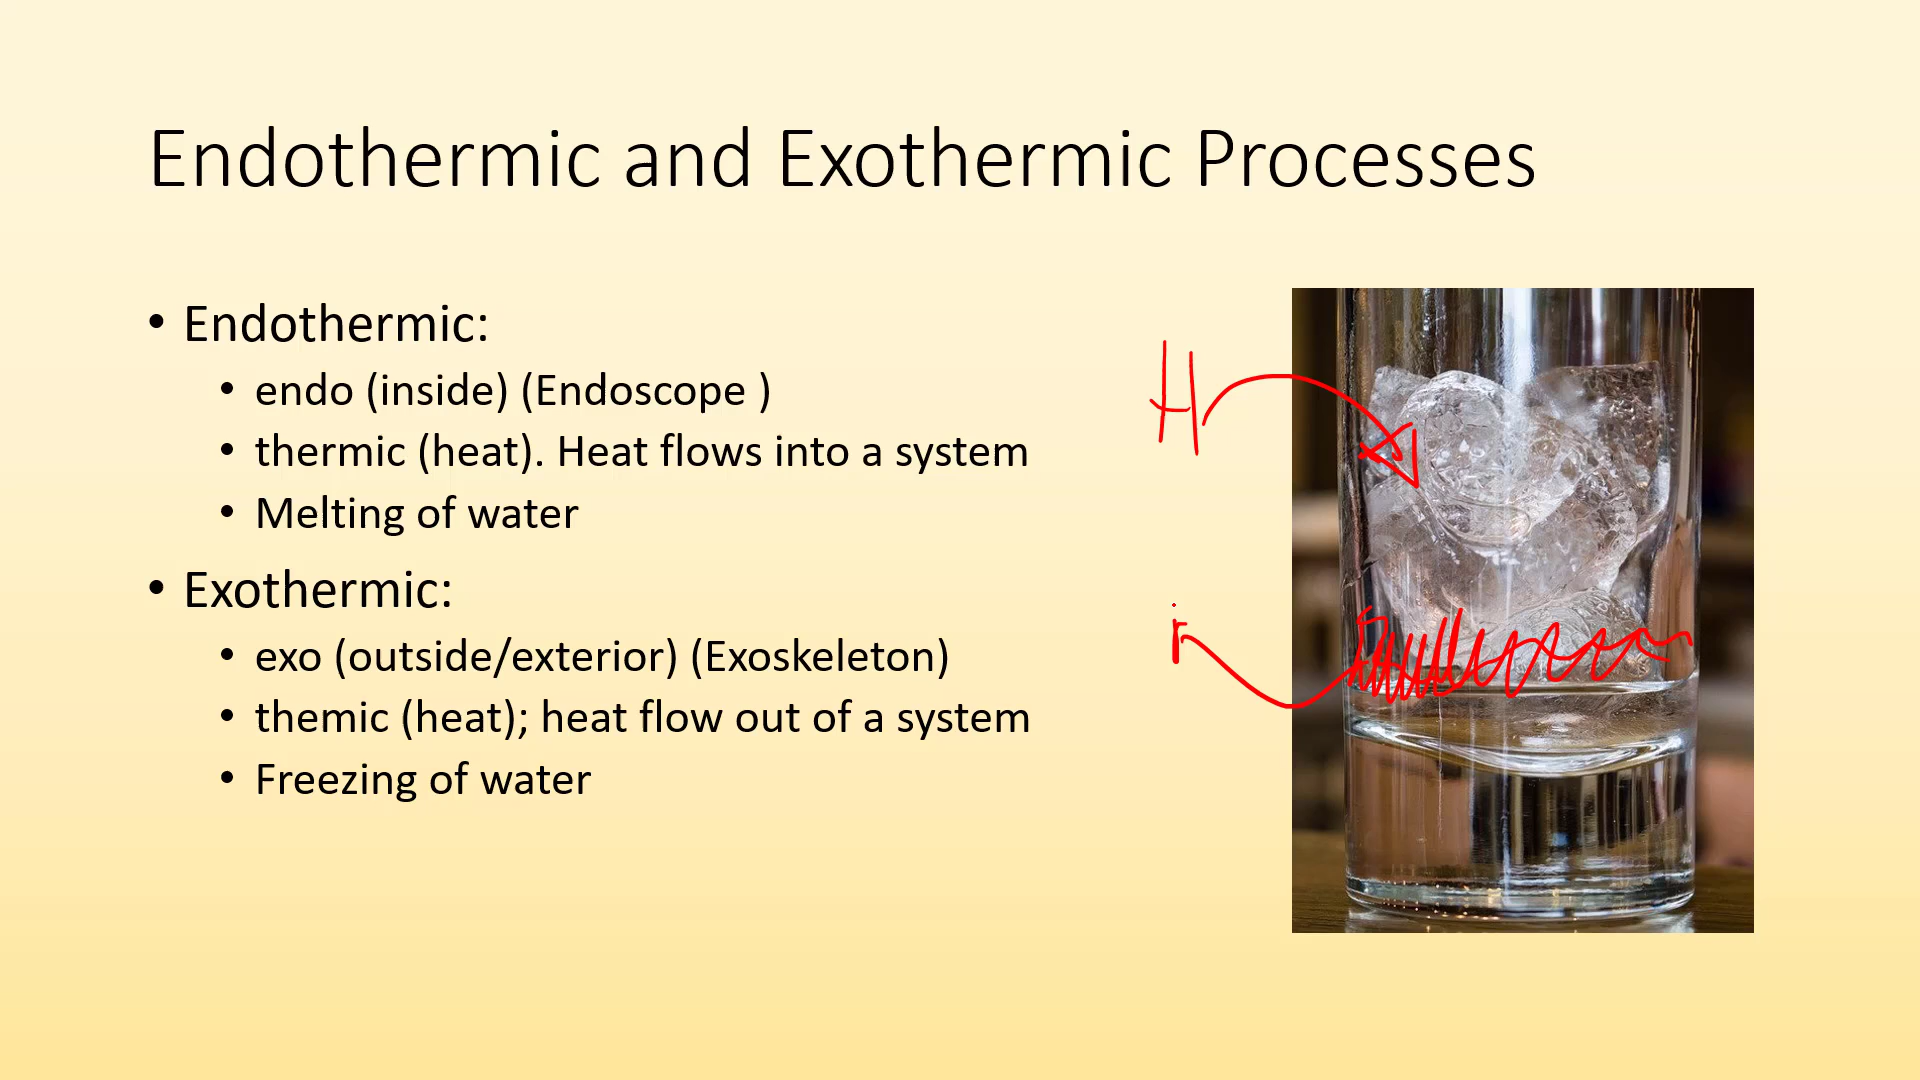 Endothermic and Exothermic Processes
• Endothermic:
• endo (inside) (Endoscope )
• thermic (heat). Heat flows into a system
• Melting of water
• Exothermic:
• exo (outside/exterior) (Exoskeleton)
• themic (heat); heat flow out of a system
• Freezing of water
H